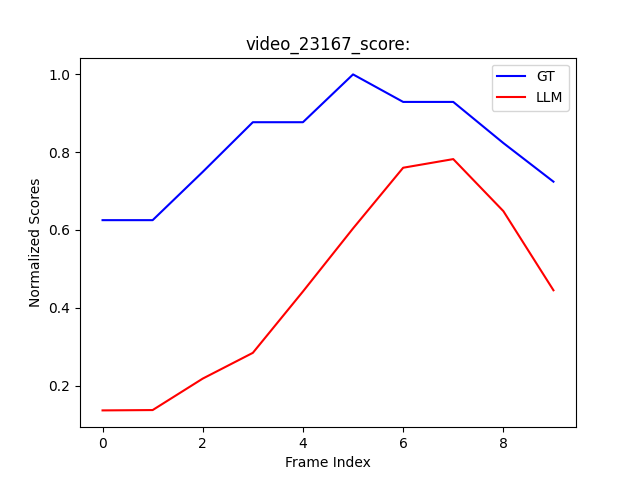 video_23167_score:
GT
LLM
Normalized Scores
1.0
0.8
0.6
0.4
0.2
0 2 4 6 8
Frame Index